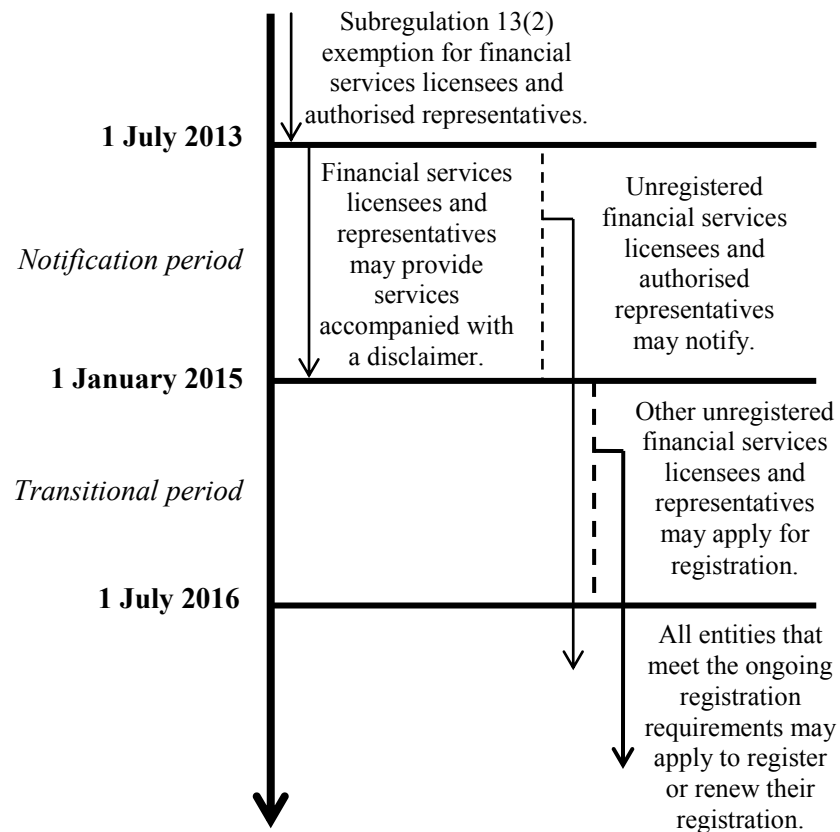 Subregulation 13(2)
exemption for financial
services licensees and
authorised representatives.
1 July 2013
Financial services
licensees and
representatives
may provide
services
accompanied with
a disclaimer.
Unregistered
financial services
licensees and
authorised
representatives
may notify.
Notification period
1 January 2015
Other unregistered
financial services
licensees and
representatives
may apply for
registration.
Transitional period
1 July 2016
All entities that
meet the ongoing
registration
requirements may
apply to register
or renew their
registration.